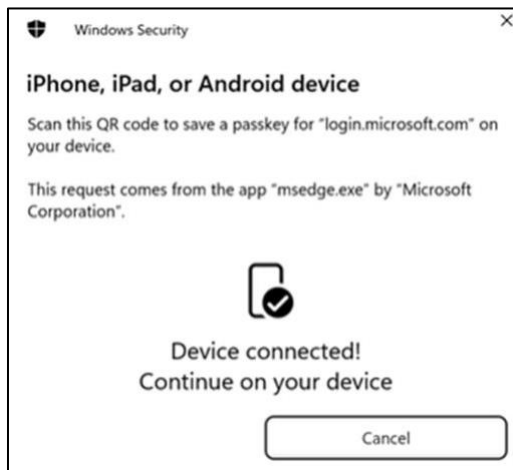 Windows Security
iPhone, iPad, or Android device
Scan this QR code to save a passkey for "login.microsoft.com" on
your device.
This request comes from the app "msedge.exe" by "Microsoft
Corporation".
Device connected!
Continue on your device
Cancel